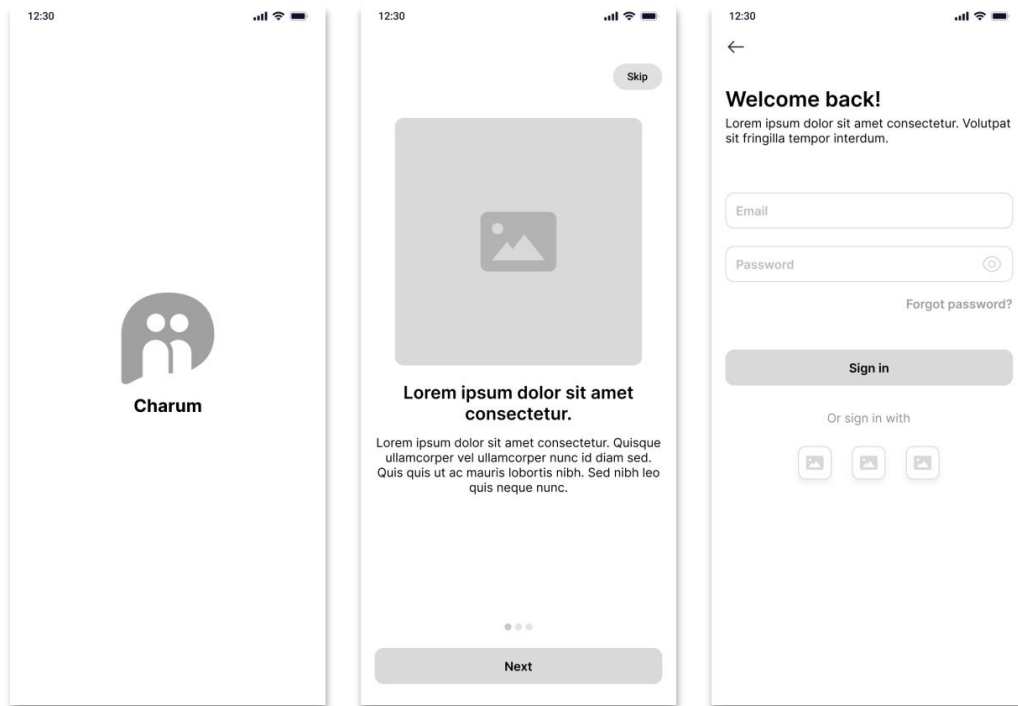 12:30
Charum
12:30
Skip
Lorem ipsum dolor sit amet
consectetur.
Lorem ipsum dolor sit amet consectetur. Quisque
ullamcorper vel ullamcorper nunc id diam sed.
Quis quis ut ac mauris lobortis nibh. Sed nibh leo
quis neque nunc.
Next
12:30
Welcome back!
Lorem ipsum dolor sit amet consectetur. Volutpat
sit fringilla tempor interdum.
Email
Password
Forgot password?
Sign in
Or sign in with